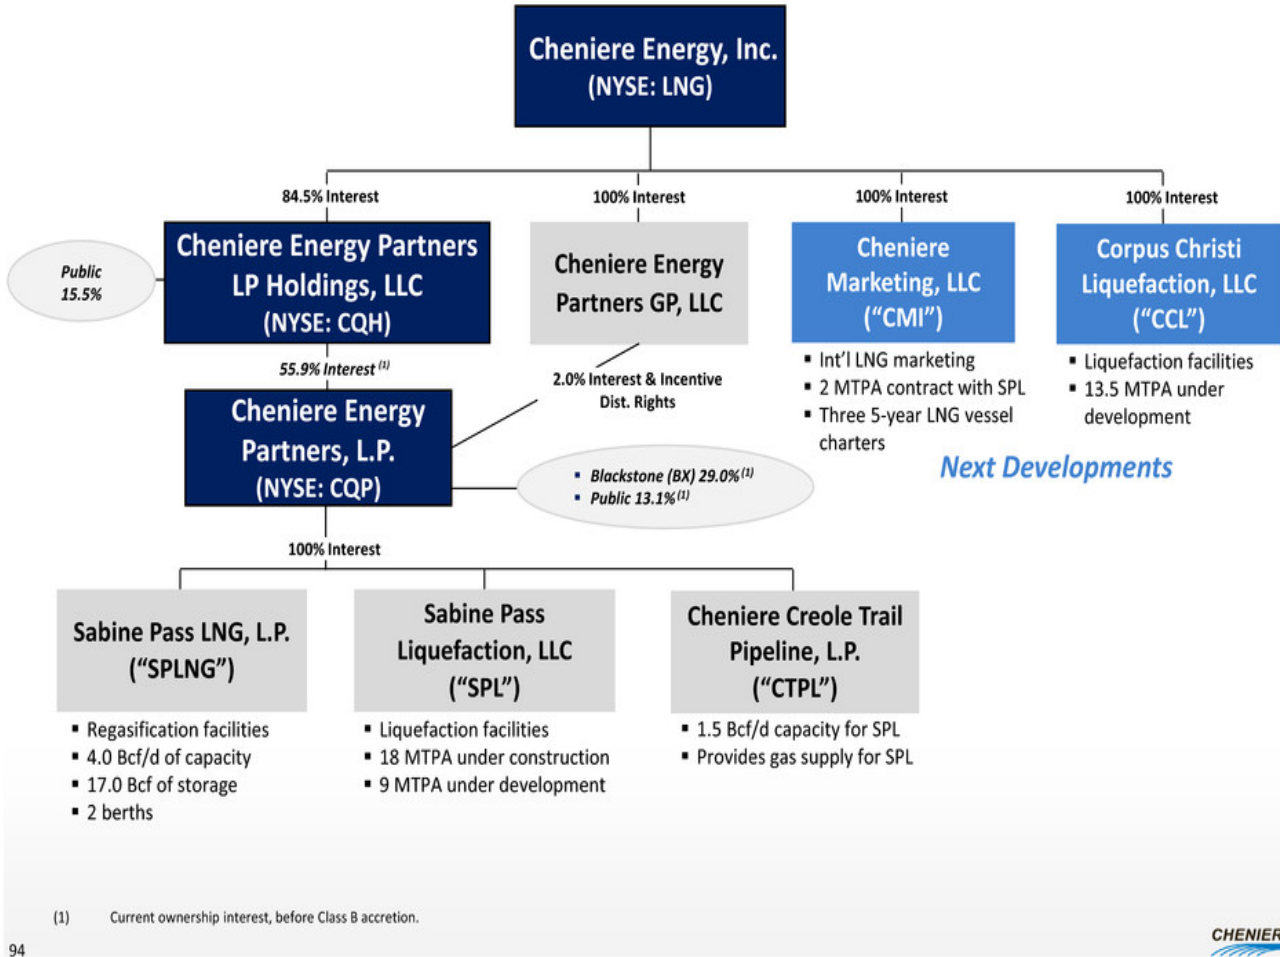 Cheniere Energy, Inc.
(NYSE: LNG)
84.5% Interest
100% Interest
100% Interest
100% Interest
Public
15.5%
Cheniere Energy Partners
LP Holdings, LLC
(NYSE: CQH)
Cheniere Energy
Partners GP, LLC
Cheniere
Marketing, LLC
("CMI")
Corpus Christi
Liquefaction, LLC
("CCL")
▪ Int'l LNG marketing
▪ 2 MTPA contract with SPL
▪ Three 5-year LNG vessel
charters
▪ Liquefaction facilities
▪ 13.5 MTPA under
development
55.9% Interest (1)
2.0% Interest & Incentive
Dist. Rights
Cheniere Energy
Partners, L.P.
(NYSE: CQP)
▪ Blackstone (BX) 29.0%(1)
▪ Public 13.1%(1)
Next Developments
100% Interest
Sabine Pass LNG, L.P.
("SPLNG")
Sabine Pass
Liquefaction, LLC
("SPL")
Cheniere Creole Trail
Pipeline, L.P.
("CTPL")
▪ Regasification facilities
▪ 4.0 Bcf/d of capacity
▪ 17.0 Bcf of storage
▪ 2 berths
▪ Liquefaction facilities
▪ 18 MTPA under construction
▪ 9 MTPA under development
▪ 1.5 Bcf/d capacity for SPL
▪ Provides gas supply for SPL
(1) Current ownership interest, before Class B accretion.
94
CHENIER